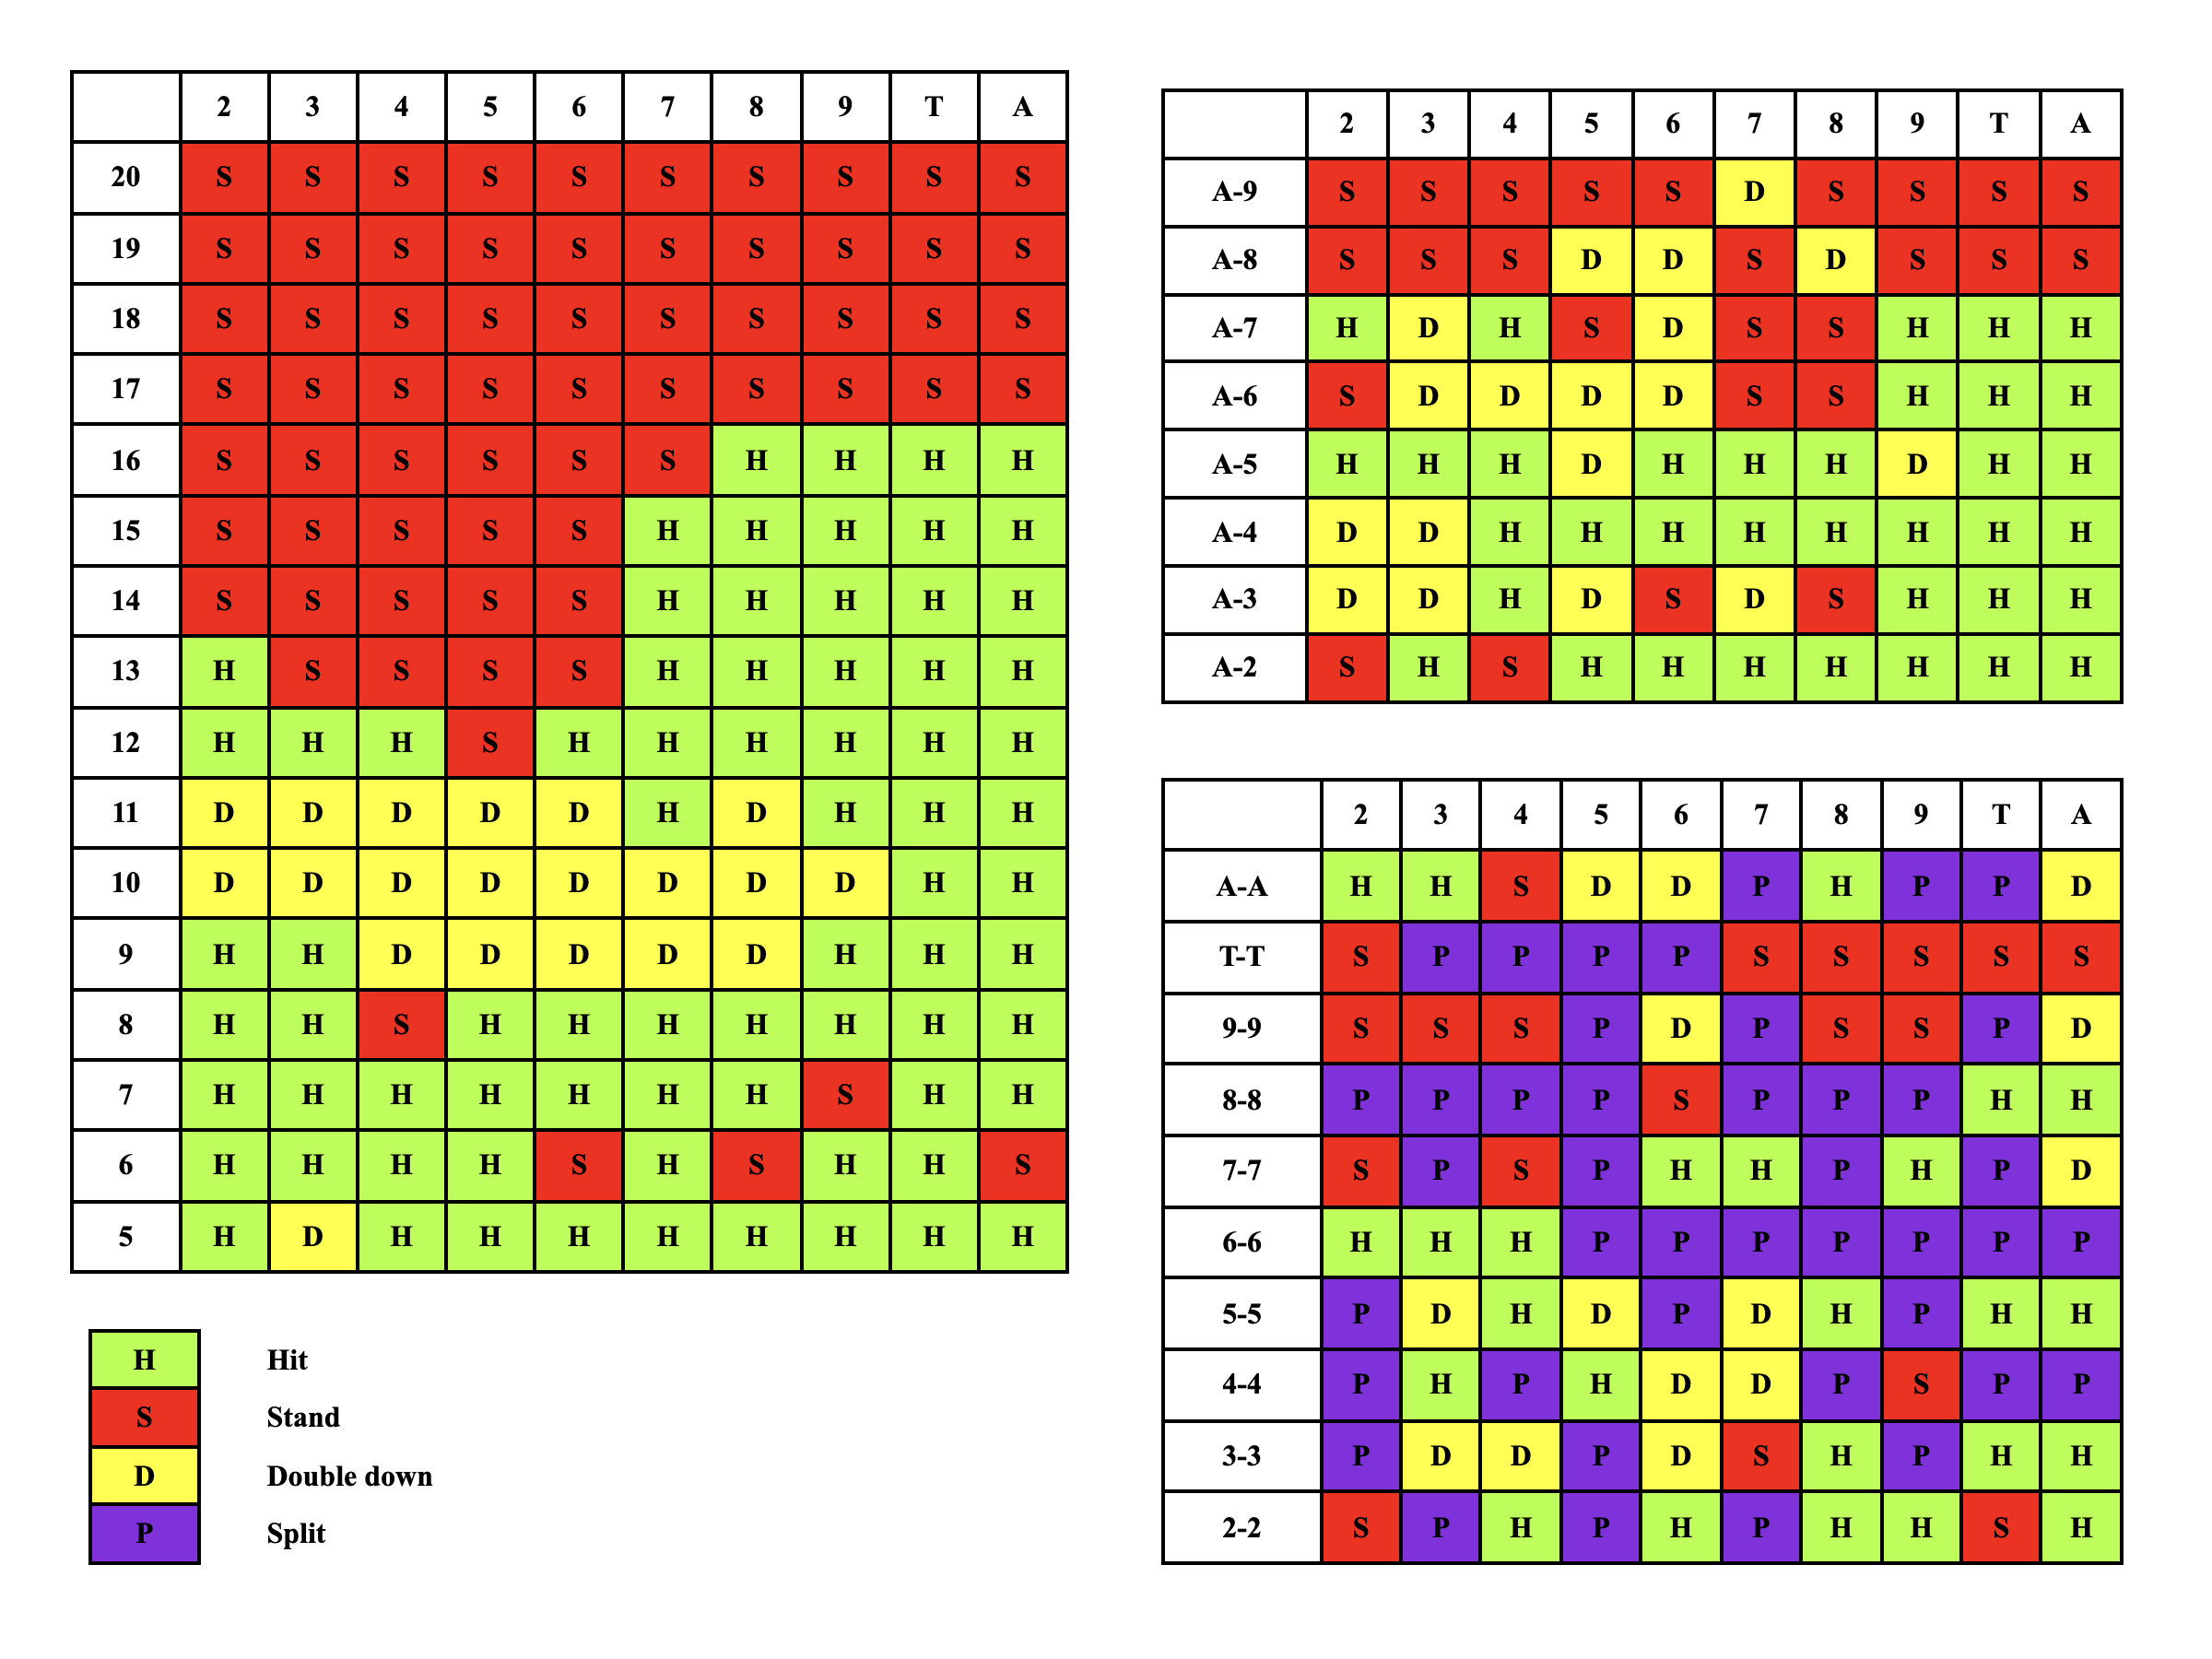 2 3 4 5 6 7 8 9 T A
20 S S S S S S S S S S
19 S S S S S S S S S S
18 S S S S S S S S S S
17 S S S S S S S S S S
16 S S S S S S H H H H
15 S S S S S H H H H H
14 S S S S S H H H H H
13 H S S S S H H H H H
12 H H H S H H H H H H
11 D D D D D H D H H H
10 D D D D D D D D H H
9 H H D D D D D H H H
8 H H S H H H H H H H
7 H H H H H H H S H H
6 H H H H S H S H H S
5 H D H H H H H H H H
H Hit
S Stand
D Double down
P Split
2 3 4 5 6 7 8 9 T A
A-9 S S S S S D S S S S
A-8 S S S D D S D S S S
A-7 H D H S D S S H H H
A-6 S D D D D S S H H H
A-5 H H H D H H H D H H
A-4 D D H H H H H H H H
A-3 D D H D S D S H H H
A-2 S H S H H H H H H H
2 3 4 5 6 7 8 9 T A
A-A H H S D D P H P P D
T-T S P P P P S S S S S
9-9 S S S P D P S S P D
8-8 P P P P S P P P H H
7-7 S P S P H H P H P D
6-6 H H H P P P P P P P
5-5 P D H D P D H P H H
4-4 P H P H D D P S P P
3-3 P D D P D S H P H H
2-2 S P H P H P H H S H